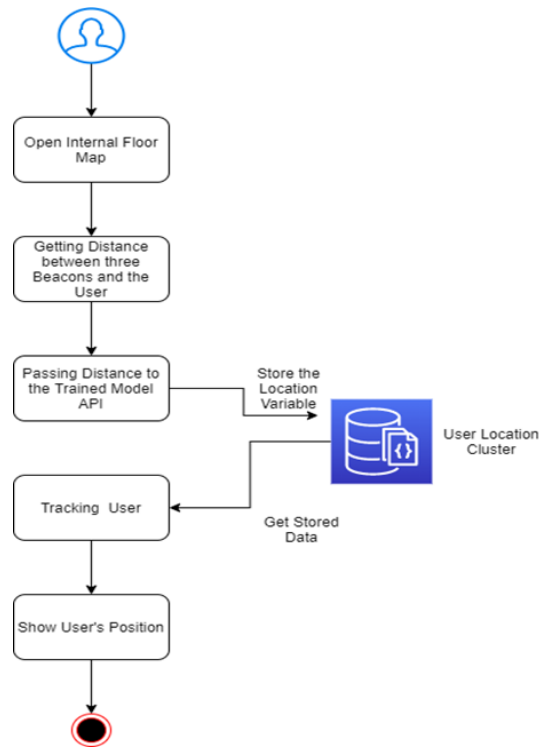 Open Internal Floor
Map
Getting Distance
between three
Beacons and the
User
Passing Distance to
the Trained Model
API
Store the
Location
Variable
User Location
Cluster
Tracking User
Get Stored
Data
Show User's Position